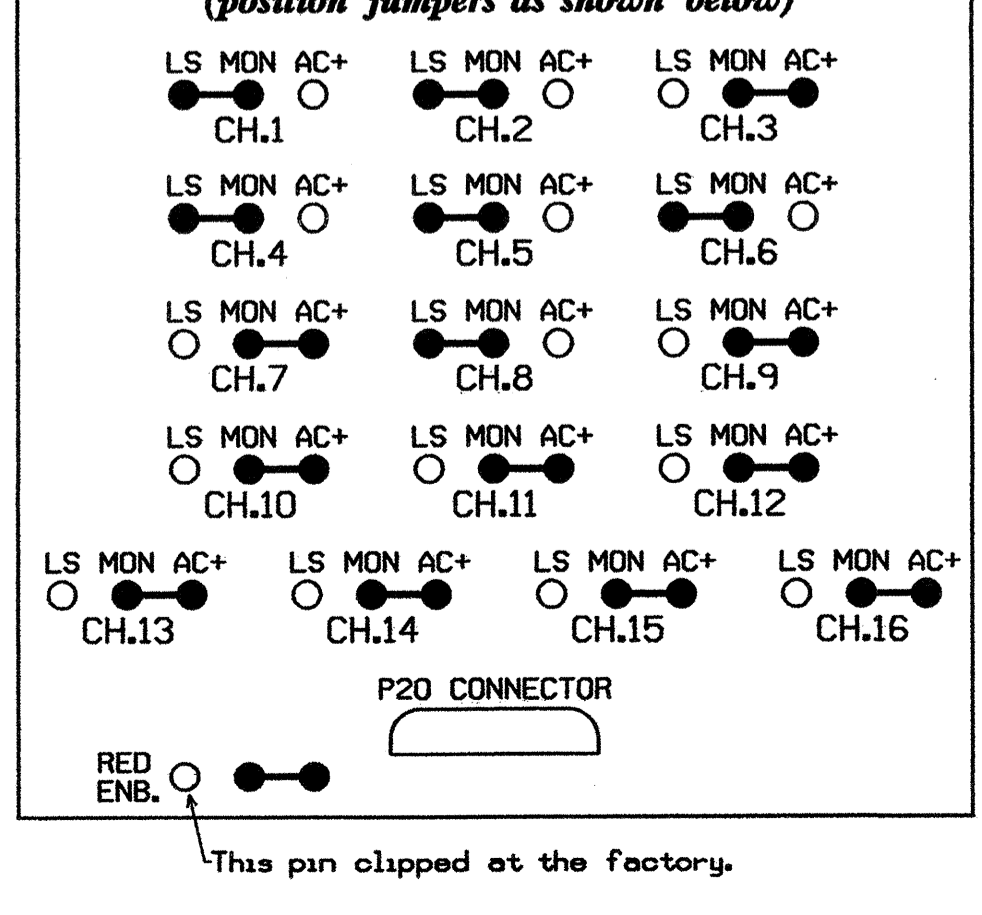 (position jumpers as shown below)
LS MON AC+ LS MON AC+ LS MON AC+
CH.1 CH.2 CH.3
LS MON AC+ LS MON AC+ LS MON AC+
CH.4 CH.5 CH.6
LS MON AC+ LS MON AC+ LS MON AC+
CH.7 CH.8 CH.9
LS MON AC+ LS MON AC+ LS MON AC+
CH.10 CH.11 CH.12
LS MON AC+ LS MON AC+ LS MON AC+ LS MON AC+
CH.13 CH.14 CH.15 CH.16
P20 CONNECTOR
RED
ENB.
This pin clipped at the factory.